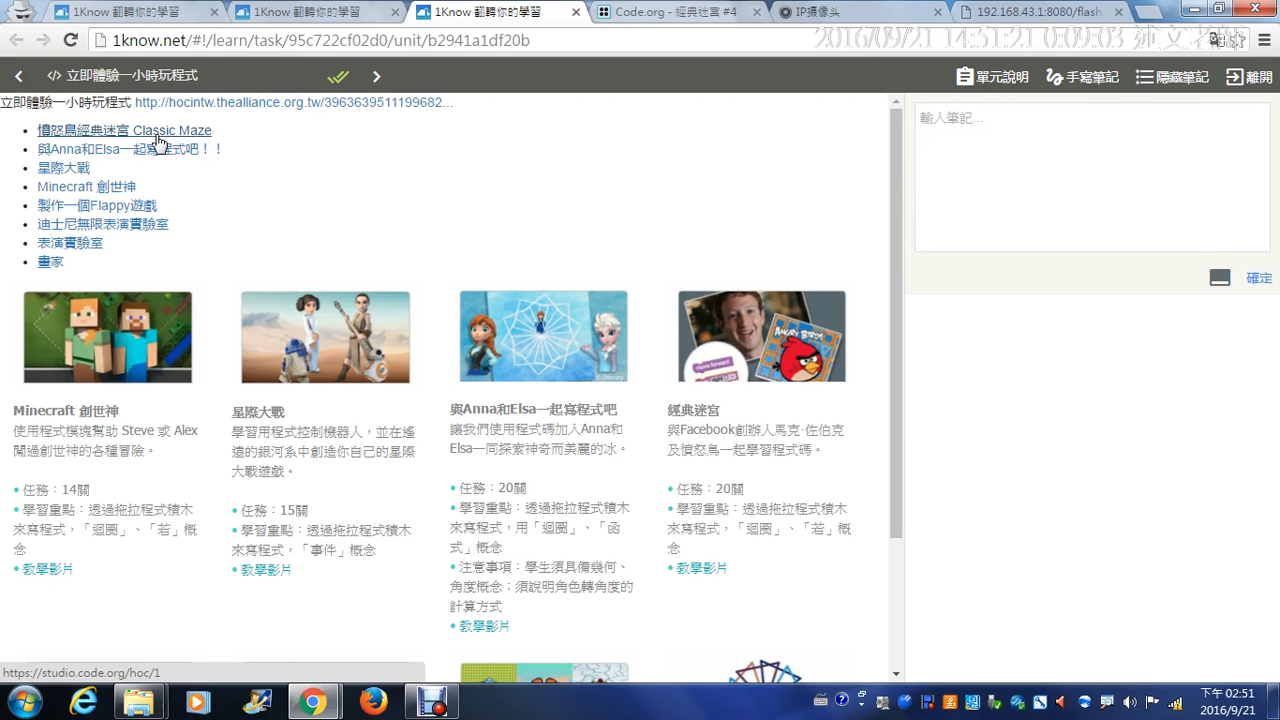 1Know 翻轉你的學習
1Know 翻轉你的學習
1Know 翻轉你的學習
Code.org - 經典迷宮 #4
IP摄像头
192.168.43.1:8080/flash
1know.net/#!/learn/task/95c722cf02d0/unit/b2941a1df20b
2016/09/21 14:51:21
立即體驗一小時玩程式
單元說明
手寫筆記
隱藏筆記
離開
立即體驗一小時玩程式 http://hocintw.thealliance.org.tw/3963639511199682...
憤怒鳥經典迷宮 Classic Maze
與Anna和Elsa一起寫程式吧！！
星際大戰
Minecraft 創世神
製作一個Flappy遊戲
迪士尼無限表演實驗室
表演實驗室
畫家
輸入筆記...
確定
Minecraft 創世神
使用程式模塊幫助 Steve 或 Alex
闖過創世神的各種冒險。
• 任務：14關
• 學習重點：透過拖拉程式積木
來寫程式，「迴圈」、「若」概
念
• 教學影片
星際大戰
學習用程式控制機器人，並在遙
遠的銀河系中創造你自己的星際
大戰遊戲。
• 任務：15關
• 學習重點：透過拖拉程式積木
來寫程式，「事件」概念
• 教學影片
© Disney
與Anna和Elsa一起寫程式吧
讓我們使用程式碼加入Anna和
Elsa一同探索神奇而美麗的冰。
• 任務：20關
• 學習重點：透過拖拉程式積木
來寫程式，用「迴圈」、「函
式」概念
• 注意事項：學生須具備幾何、
角度概念；須說明角色轉角度的
計算方式
• 教學影片
move forward
ANGRY BIRDS
經典迷宮
與Facebook創辦人馬克·佐伯克
及憤怒鳥一起學習程式碼。
• 任務：20關
• 學習重點：透過拖拉程式積木
來寫程式，「迴圈」、「若」概
念
• 教學影片
https://studio.code.org/hoc/1
下午 02:51
2016/9/21